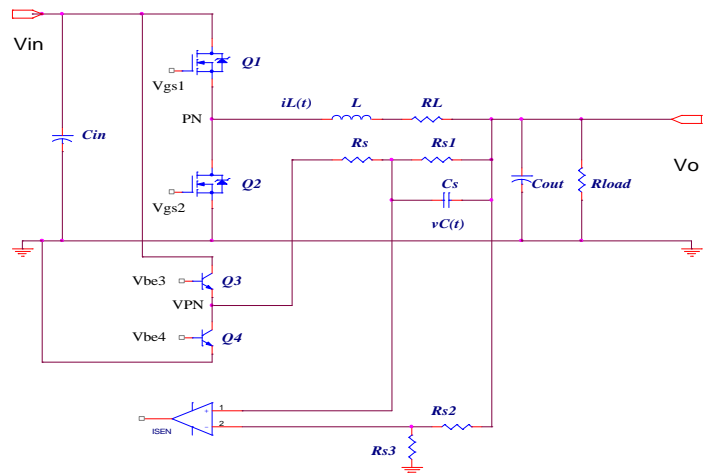 Vin
Q1
Vgs1
iL(t) L RL
PN
Rs Rs1
Cin
Vo
Q2
Cs
Cout Rload
Vgs2
vC(t)
Vbe3 Q3
VPN
Vbe4 Q4
Rs2
1
+
2
-
ISEN
Rs3